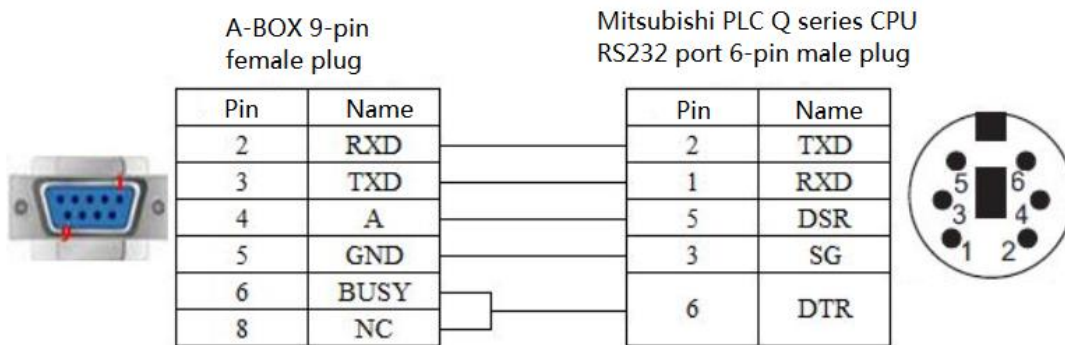 A-BOX 9-pin
female plug
Mitsubishi PLC Q series CPU
RS232 port 6-pin male plug
Pin Name
2 RXD
3 TXD
4 A
5 GND
6 BUSY
8 NC
Pin Name
2 TXD
1 RXD
5 DSR
3 SG
6 DTR
1
9
5 6
3 4
1 2